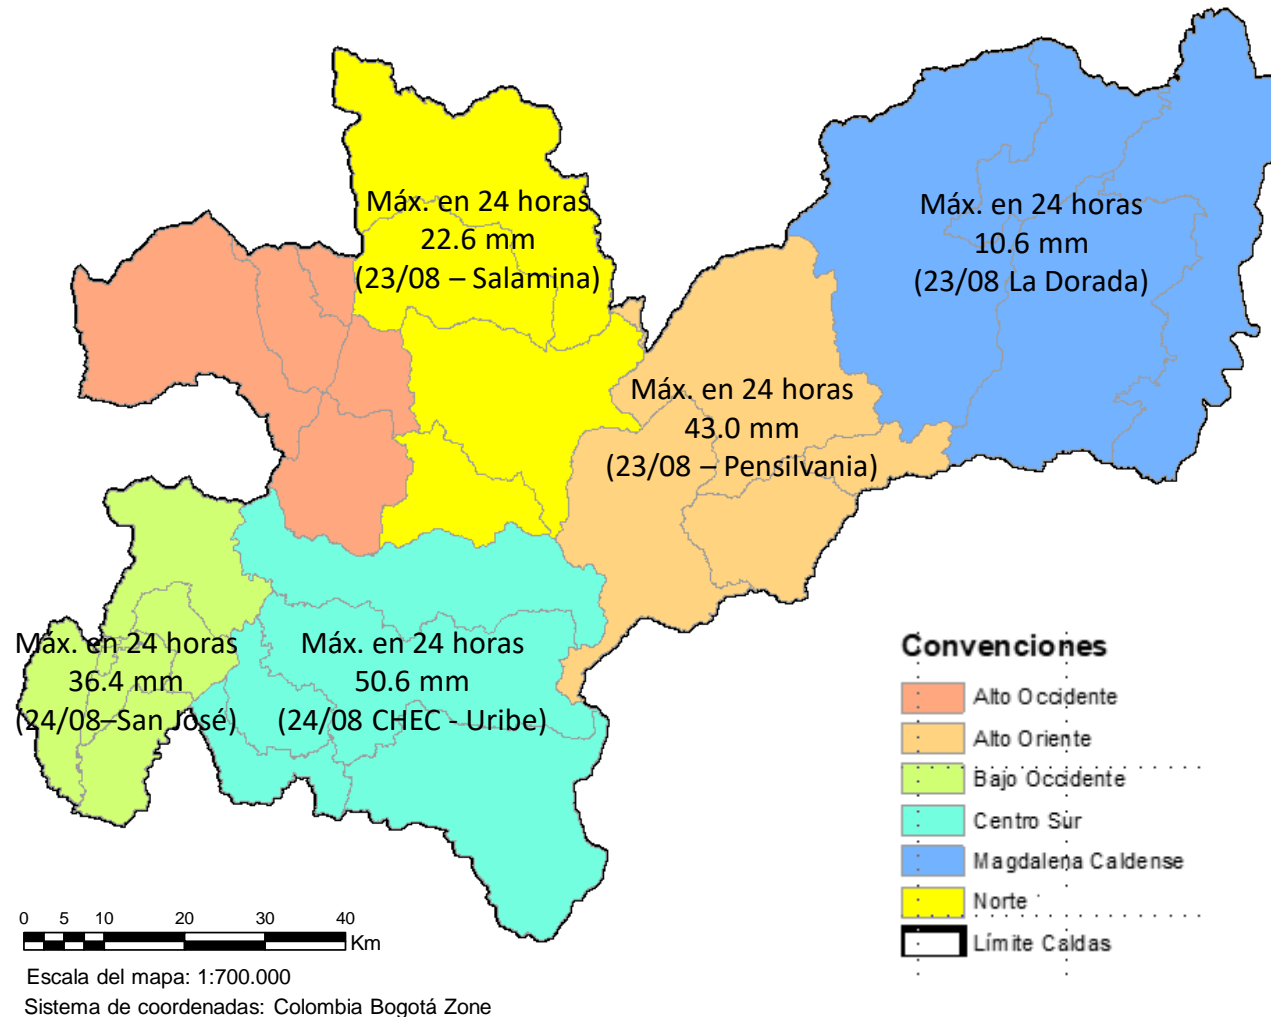 Máx. en 24 horas
22.6 mm
(23/08 – Salamina)
Máx. en 24 horas
10.6 mm
(23/08 La Dorada)
Máx. en 24 horas
43.0 mm
(23/08 – Pensilvania)
Máx. en 24 horas
36.4 mm
(24/08–San José)
Máx. en 24 horas
50.6 mm
(24/08 CHEC - Uribe)
Convenciones
Alto Occidente
Alto Oriente
Bajo Occidente
Centro Sur
Magdalena Caldense
Norte
Límite Caldas
0 5 10 20 30 40
Km
Escala del mapa: 1:700.000
Sistema de coordenadas: Colombia Bogotá Zone